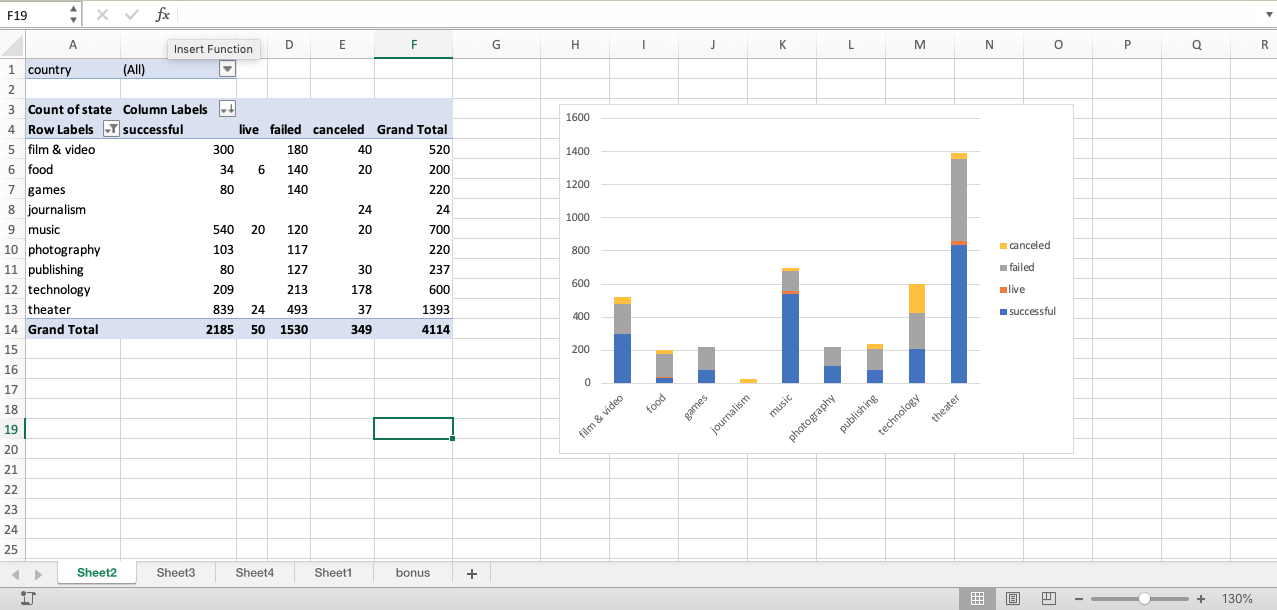 F19 fx
Insert Function
A D E F G H I J K L M N O P Q R
1 country (All)
2
3 Count of state Column Labels
4 Row Labels successful live failed canceled Grand Total
5 film & video 300 180 40 520
6 food 34 6 140 20 200
7 games 80 140 220
8 journalism 24 24
9 music 540 20 120 20 700
10 photography 103 117 220
11 publishing 80 127 30 237
12 technology 209 213 178 600
13 theater 839 24 493 37 1393
14 Grand Total 2185 50 1530 349 4114
15
16
17
18
19
20
21
22
23
24
25
1600
1400
1200
1000
800
600
400
200
0
film & video food games journalism music photography publishing technology theater
canceled
failed
live
successful
Sheet2 Sheet3 Sheet4 Sheet1 bonus +
130%